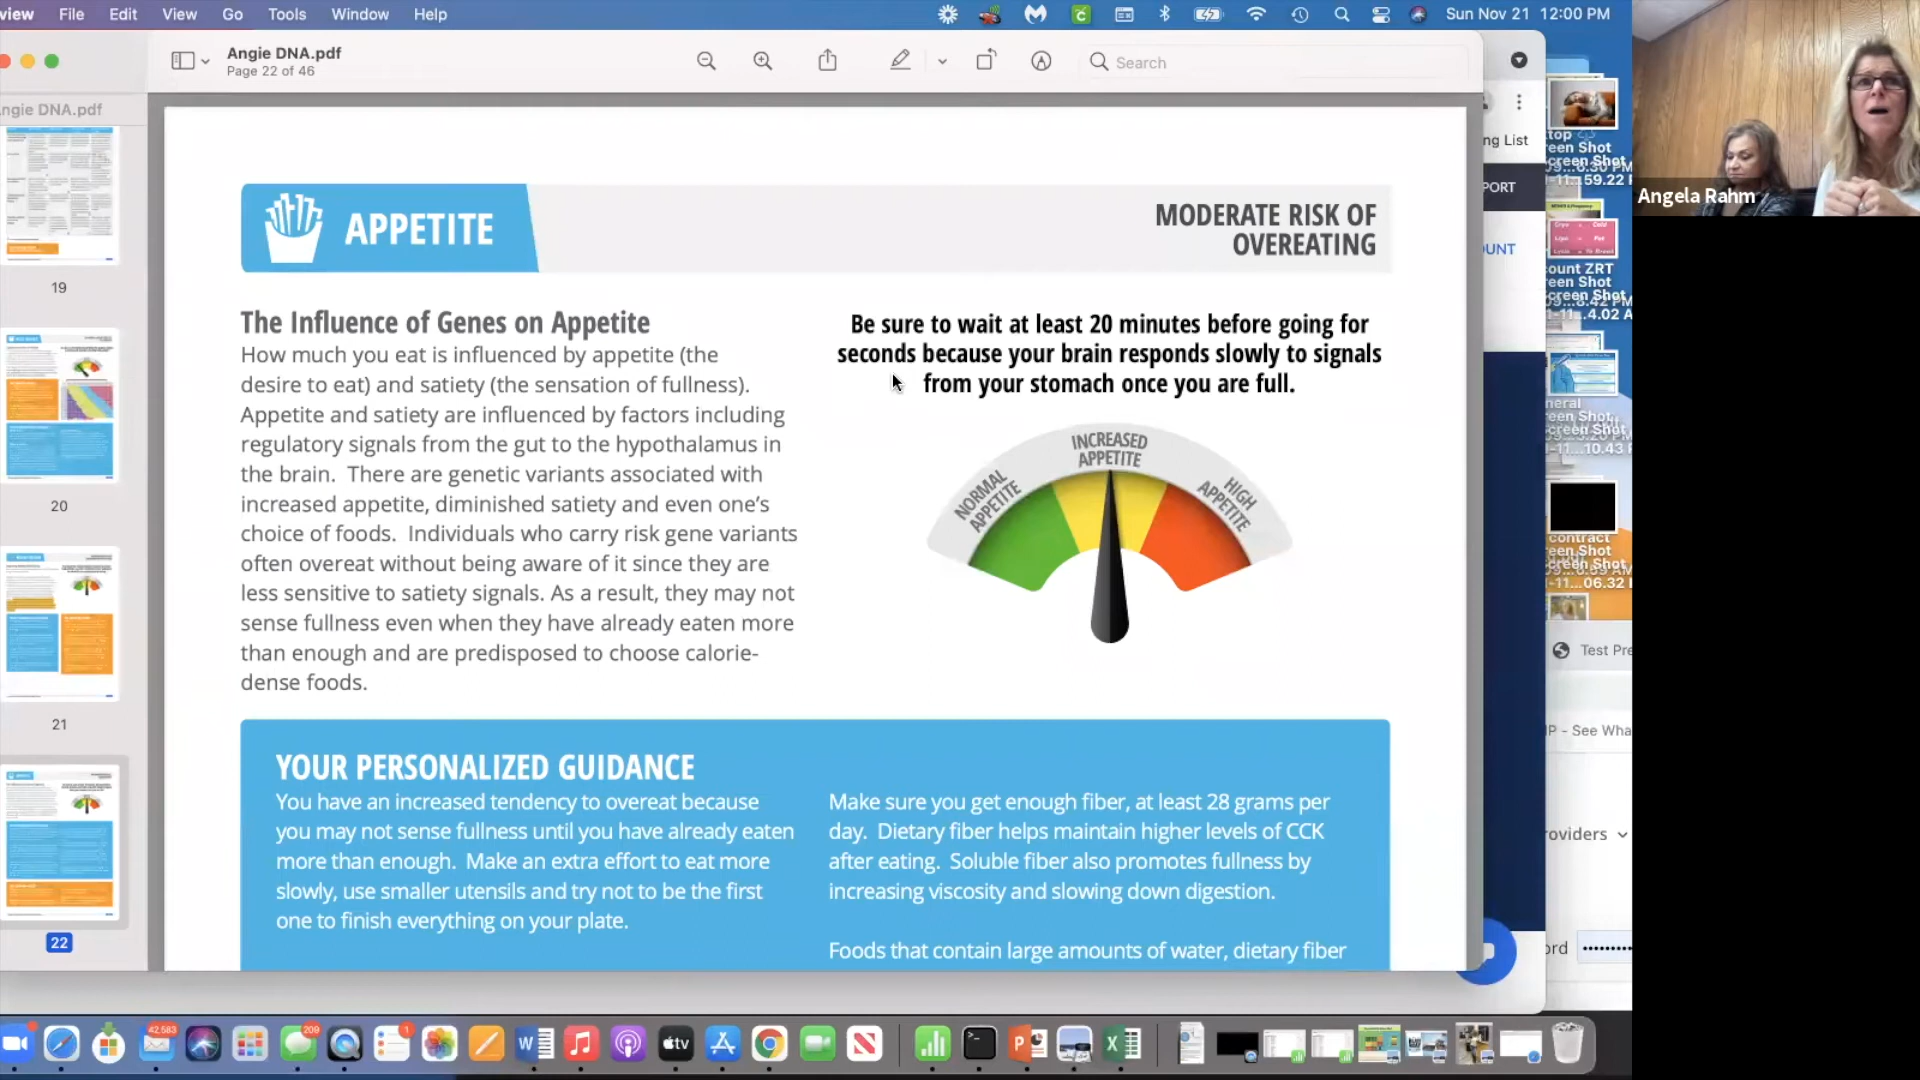 view File Edit View Go Tools Window Help
Sun Nov 21 12:00 PM
Angie DNA.pdf
Page 22 of 46
Search
ngie DNA.pdf
19
20
21
22
APPETITE
MODERATE RISK OF
OVEREATING
The Influence of Genes on Appetite
How much you eat is influenced by appetite (the
desire to eat) and satiety (the sensation of fullness).
Appetite and satiety are influenced by factors including
regulatory signals from the gut to the hypothalamus in
the brain. There are genetic variants associated with
increased appetite, diminished satiety and even one's
choice of foods. Individuals who carry risk gene variants
often overeat without being aware of it since they are
less sensitive to satiety signals. As a result, they may not
sense fullness even when they have already eaten more
than enough and are predisposed to choose calorie-
dense foods.
Be sure to wait at least 20 minutes before going for
seconds because your brain responds slowly to signals
from your stomach once you are full.
NORMAL
APPETITE
INCREASED
APPETITE
HIGH
APPETITE
YOUR PERSONALIZED GUIDANCE
You have an increased tendency to overeat because
you may not sense fullness until you have already eaten
more than enough. Make an extra effort to eat more
slowly, use smaller utensils and try not to be the first
one to finish everything on your plate.
Make sure you get enough fiber, at least 28 grams per
day. Dietary fiber helps maintain higher levels of CCK
after eating. Soluble fiber also promotes fullness by
increasing viscosity and slowing down digestion.
Foods that contain large amounts of water, dietary fiber
ng List
PORT
UNT
Test Pre
IP - See Wha
roviders
ord
Angela Rahm
42,583
209
1
tv